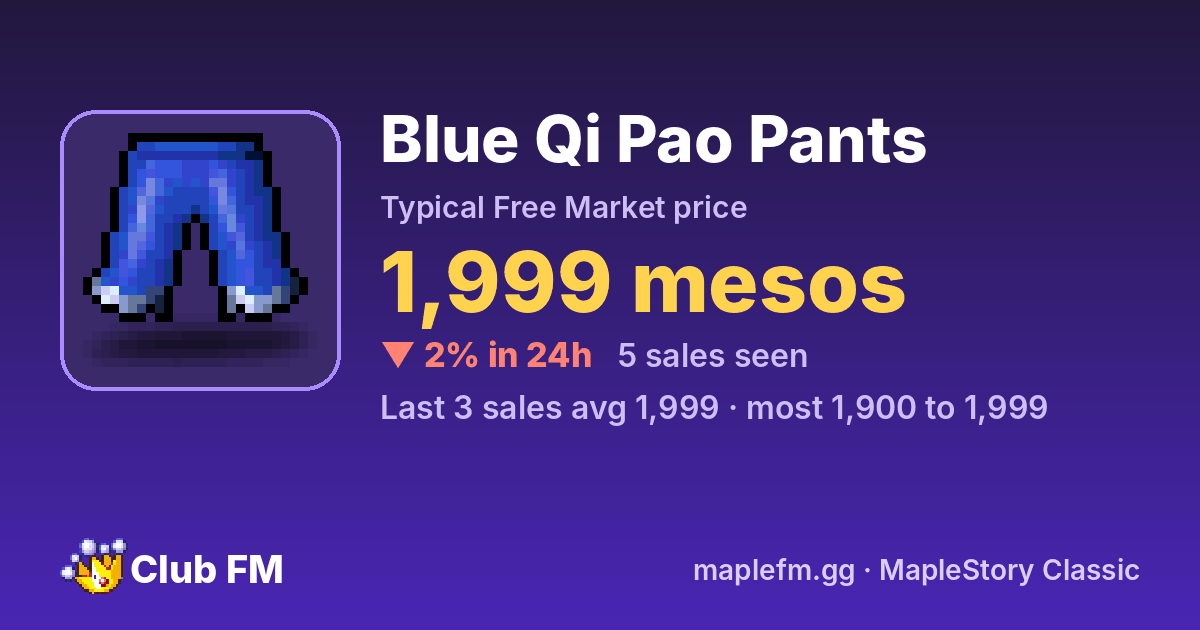 Blue Qi Pao Pants
Typical Free Market price
1,999 mesos
▼ 2% in 24h 5 sales seen
Last 3 sales avg 1,999 · most 1,900 to 1,999
Club FM
maplefm.gg · MapleStory Classic